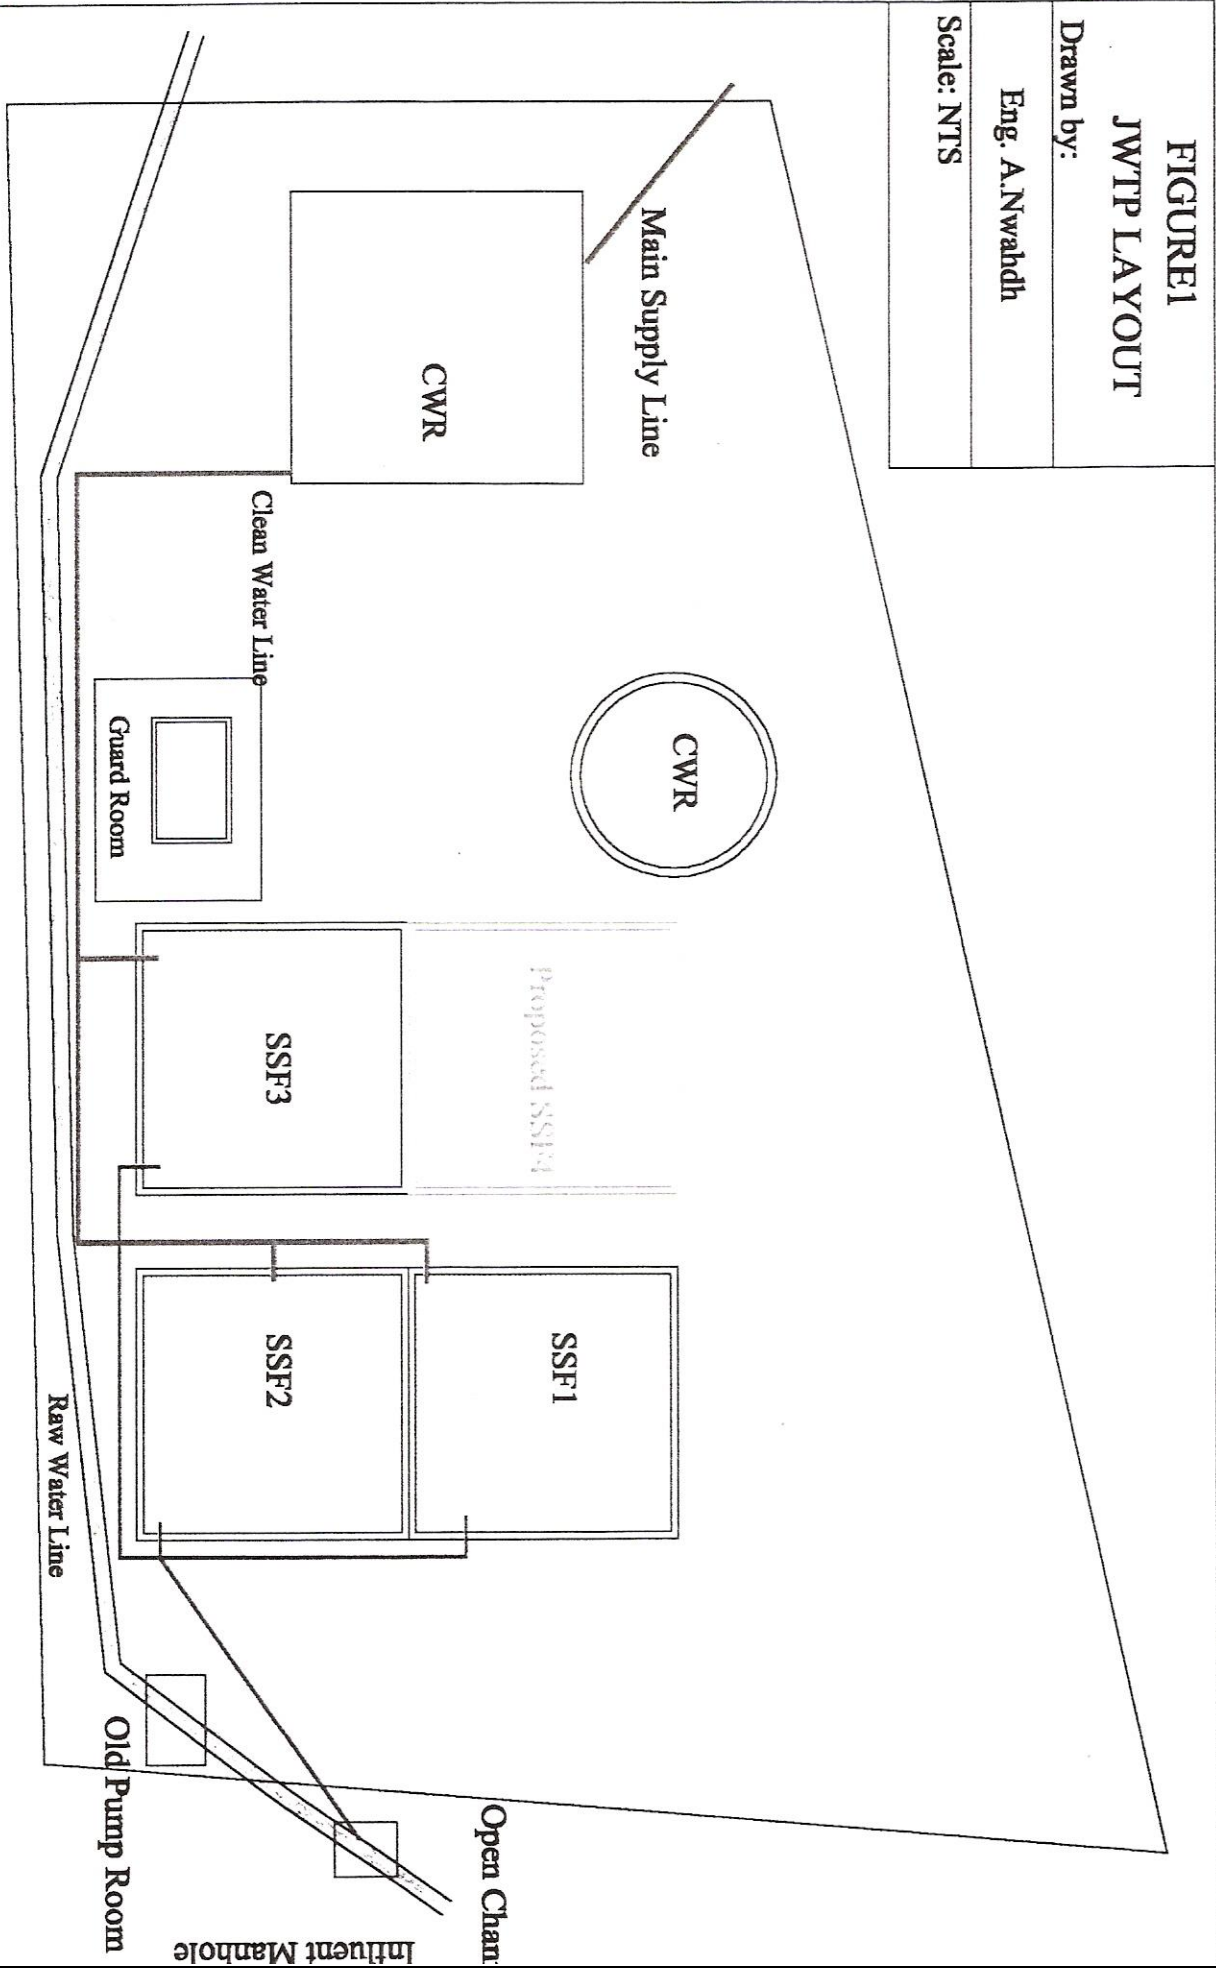 FIGURE1
JWTP LAYOUT
Drawn by:
Eng. A.Nwahdh
Scale: NTS
Main Supply Line
CWR
Clean Water Line
CWR
Guard Room
Proposed SSF4
SSF3
SSF1
SSF2
Raw Water Line
Open Chan
Old Pump Room
Influent Manhole